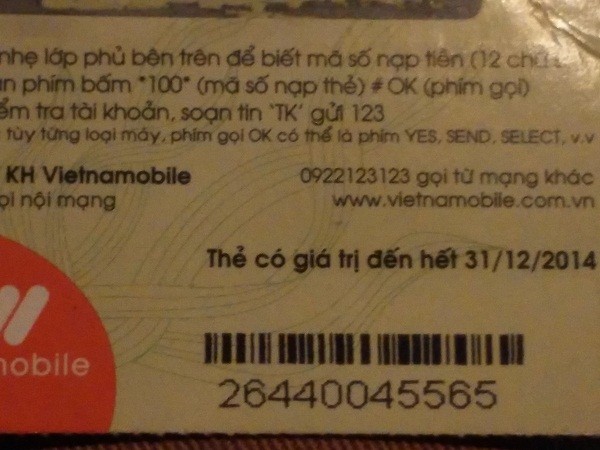 nhẹ lớp phủ bên trên để biết mã số nạp tiền (12 chữ
phím bấm *100* (mã số nạp thẻ) # OK (phím gọi)
tra tài khoản, soạn tin 'TK' gửi 123
tùy từng loại máy, phím gọi OK có thể là phím YES, SEND, SELECT, v.v
KH Vietnamobile
0922123123 gọi từ mạng khác
nội mạng
www.vietnamobile.com.vn
Thẻ có giá trị đến hết 31/12/2014
mobile
26440045565